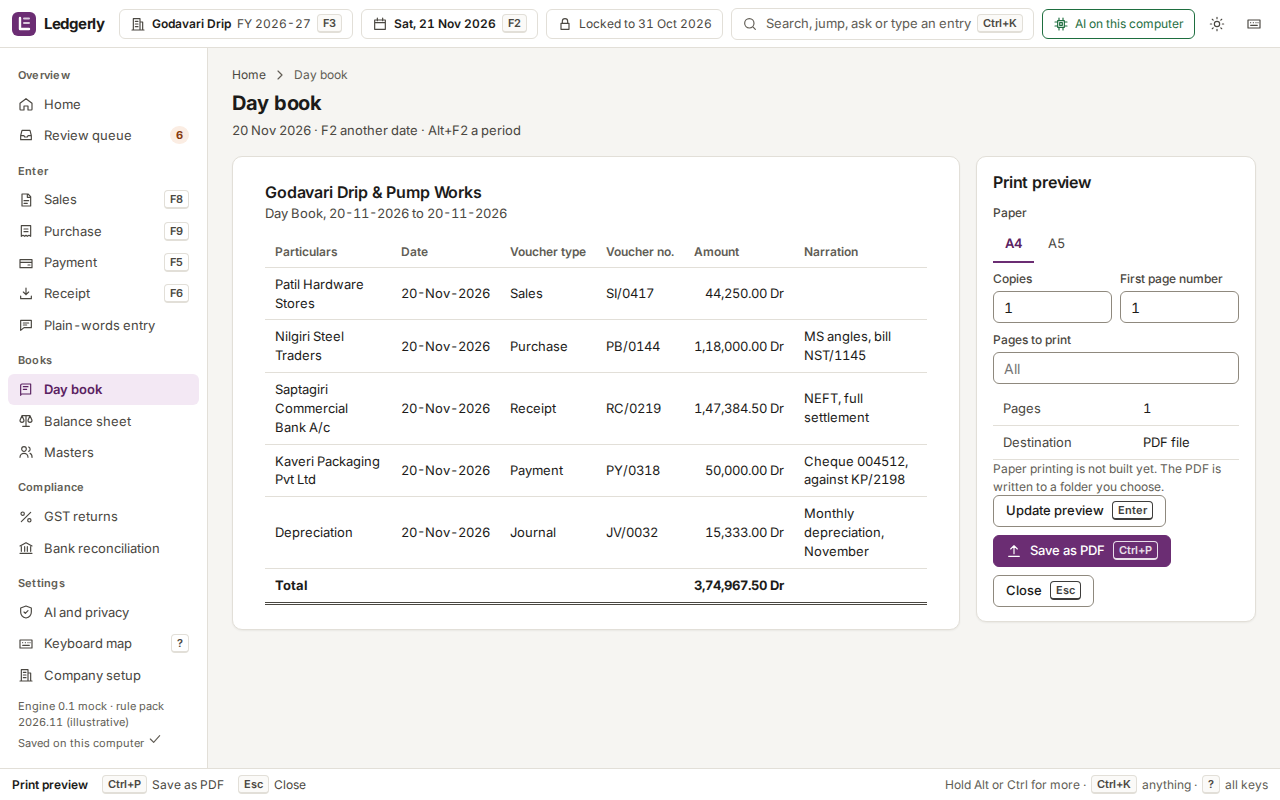 Ledgerly
Godavari Drip FY 2026-27 F3
Sat, 21 Nov 2026 F2
Locked to 31 Oct 2026
Search, jump, ask or type an entry Ctrl+K
AI on this computer
Overview
Home
Review queue 6
Enter
Sales F8
Purchase F9
Payment F5
Receipt F6
Plain-words entry
Books
Day book
Balance sheet
Masters
Compliance
GST returns
Bank reconciliation
Settings
AI and privacy
Keyboard map ?
Company setup
Engine 0.1 mock · rule pack
2026.11 (illustrative)
Saved on this computer
Home Day book
Day book
20 Nov 2026 · F2 another date · Alt+F2 a period
Godavari Drip & Pump Works
Day Book, 20-11-2026 to 20-11-2026
Particulars Date Voucher type Voucher no. Amount Narration
Patil Hardware
Stores
20-Nov-2026 Sales SI/0417 44,250.00 Dr
Nilgiri Steel
Traders
20-Nov-2026 Purchase PB/0144 1,18,000.00 Dr
MS angles, bill
NST/1145
Saptagiri
Commercial
Bank A/c
20-Nov-2026 Receipt RC/0219 1,47,384.50 Dr
NEFT, full
settlement
Kaveri Packaging
Pvt Ltd
20-Nov-2026 Payment PY/0318 50,000.00 Dr
Cheque 004512,
against KP/2198
Depreciation 20-Nov-2026 Journal JV/0032 15,333.00 Dr
Monthly
depreciation,
November
Total 3,74,967.50 Dr
Print preview
Paper
A4 A5
Copies First page number
1 1
Pages to print
All
Pages 1
Destination PDF file
Paper printing is not built yet. The PDF is
written to a folder you choose.
Update preview Enter
Save as PDF Ctrl+P
Close Esc
Print preview Ctrl+P Save as PDF Esc Close
Hold Alt or Ctrl for more · Ctrl+K anything · ? all keys